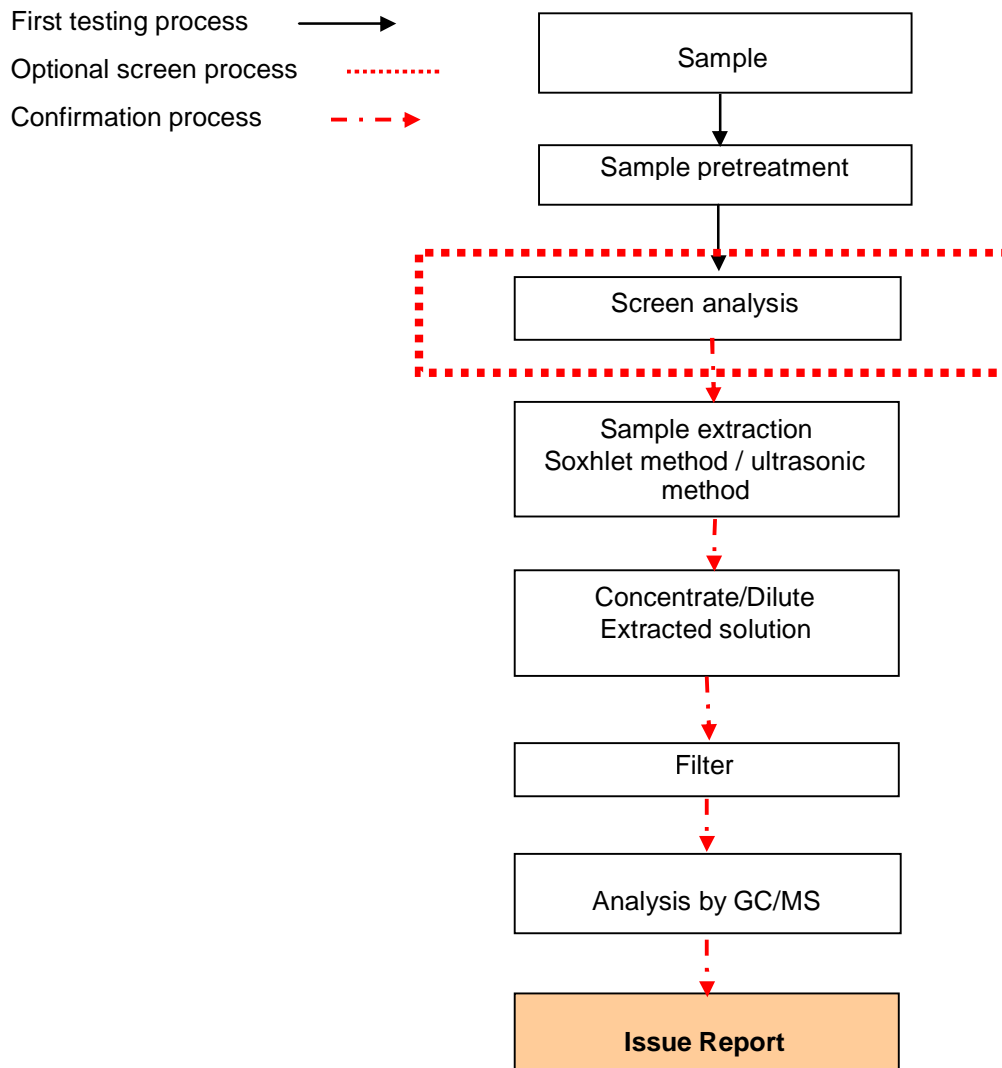 First testing process
Optional screen process
Confirmation process
Sample
Sample pretreatment
Screen analysis
Sample extraction
Soxhlet method / ultrasonic
method
Concentrate/Dilute
Extracted solution
Filter
Analysis by GC/MS
Issue Report